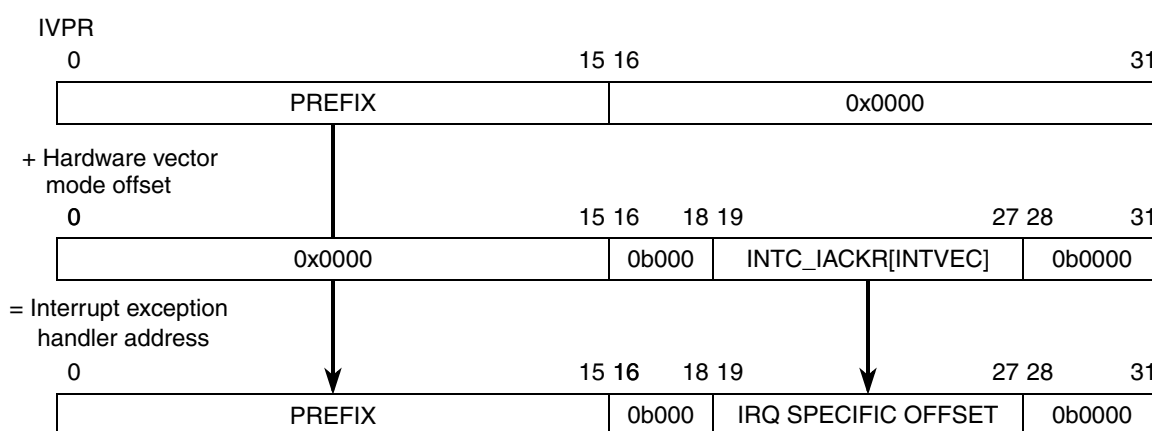 IVPR
0 15 16 31
PREFIX 0x0000
+ Hardware vector
mode offset
0 15 16 18 19 27 28 31
0x0000 0b000 INTC_IACKR[INTVEC] 0b0000
= Interrupt exception
handler address
0 15 16 18 19 27 28 31
PREFIX 0b000 IRQ SPECIFIC OFFSET 0b0000